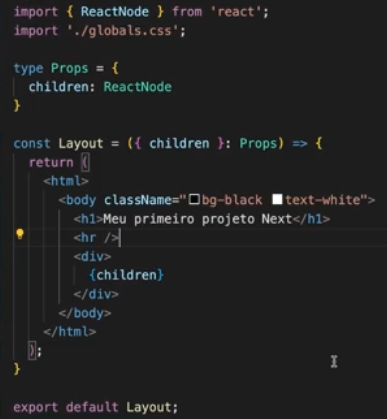 import { ReactNode } from 'react';
import './globals.css';
type Props = {
children: ReactNode
}
const Layout = ({ children }: Props) => {
return (
<html>
<body className="bg-black text-white">
<h1>Meu primeiro projeto Next</h1>
<hr />
<div>
{children}
</div>
</body>
</html>
);
}
export default Layout;